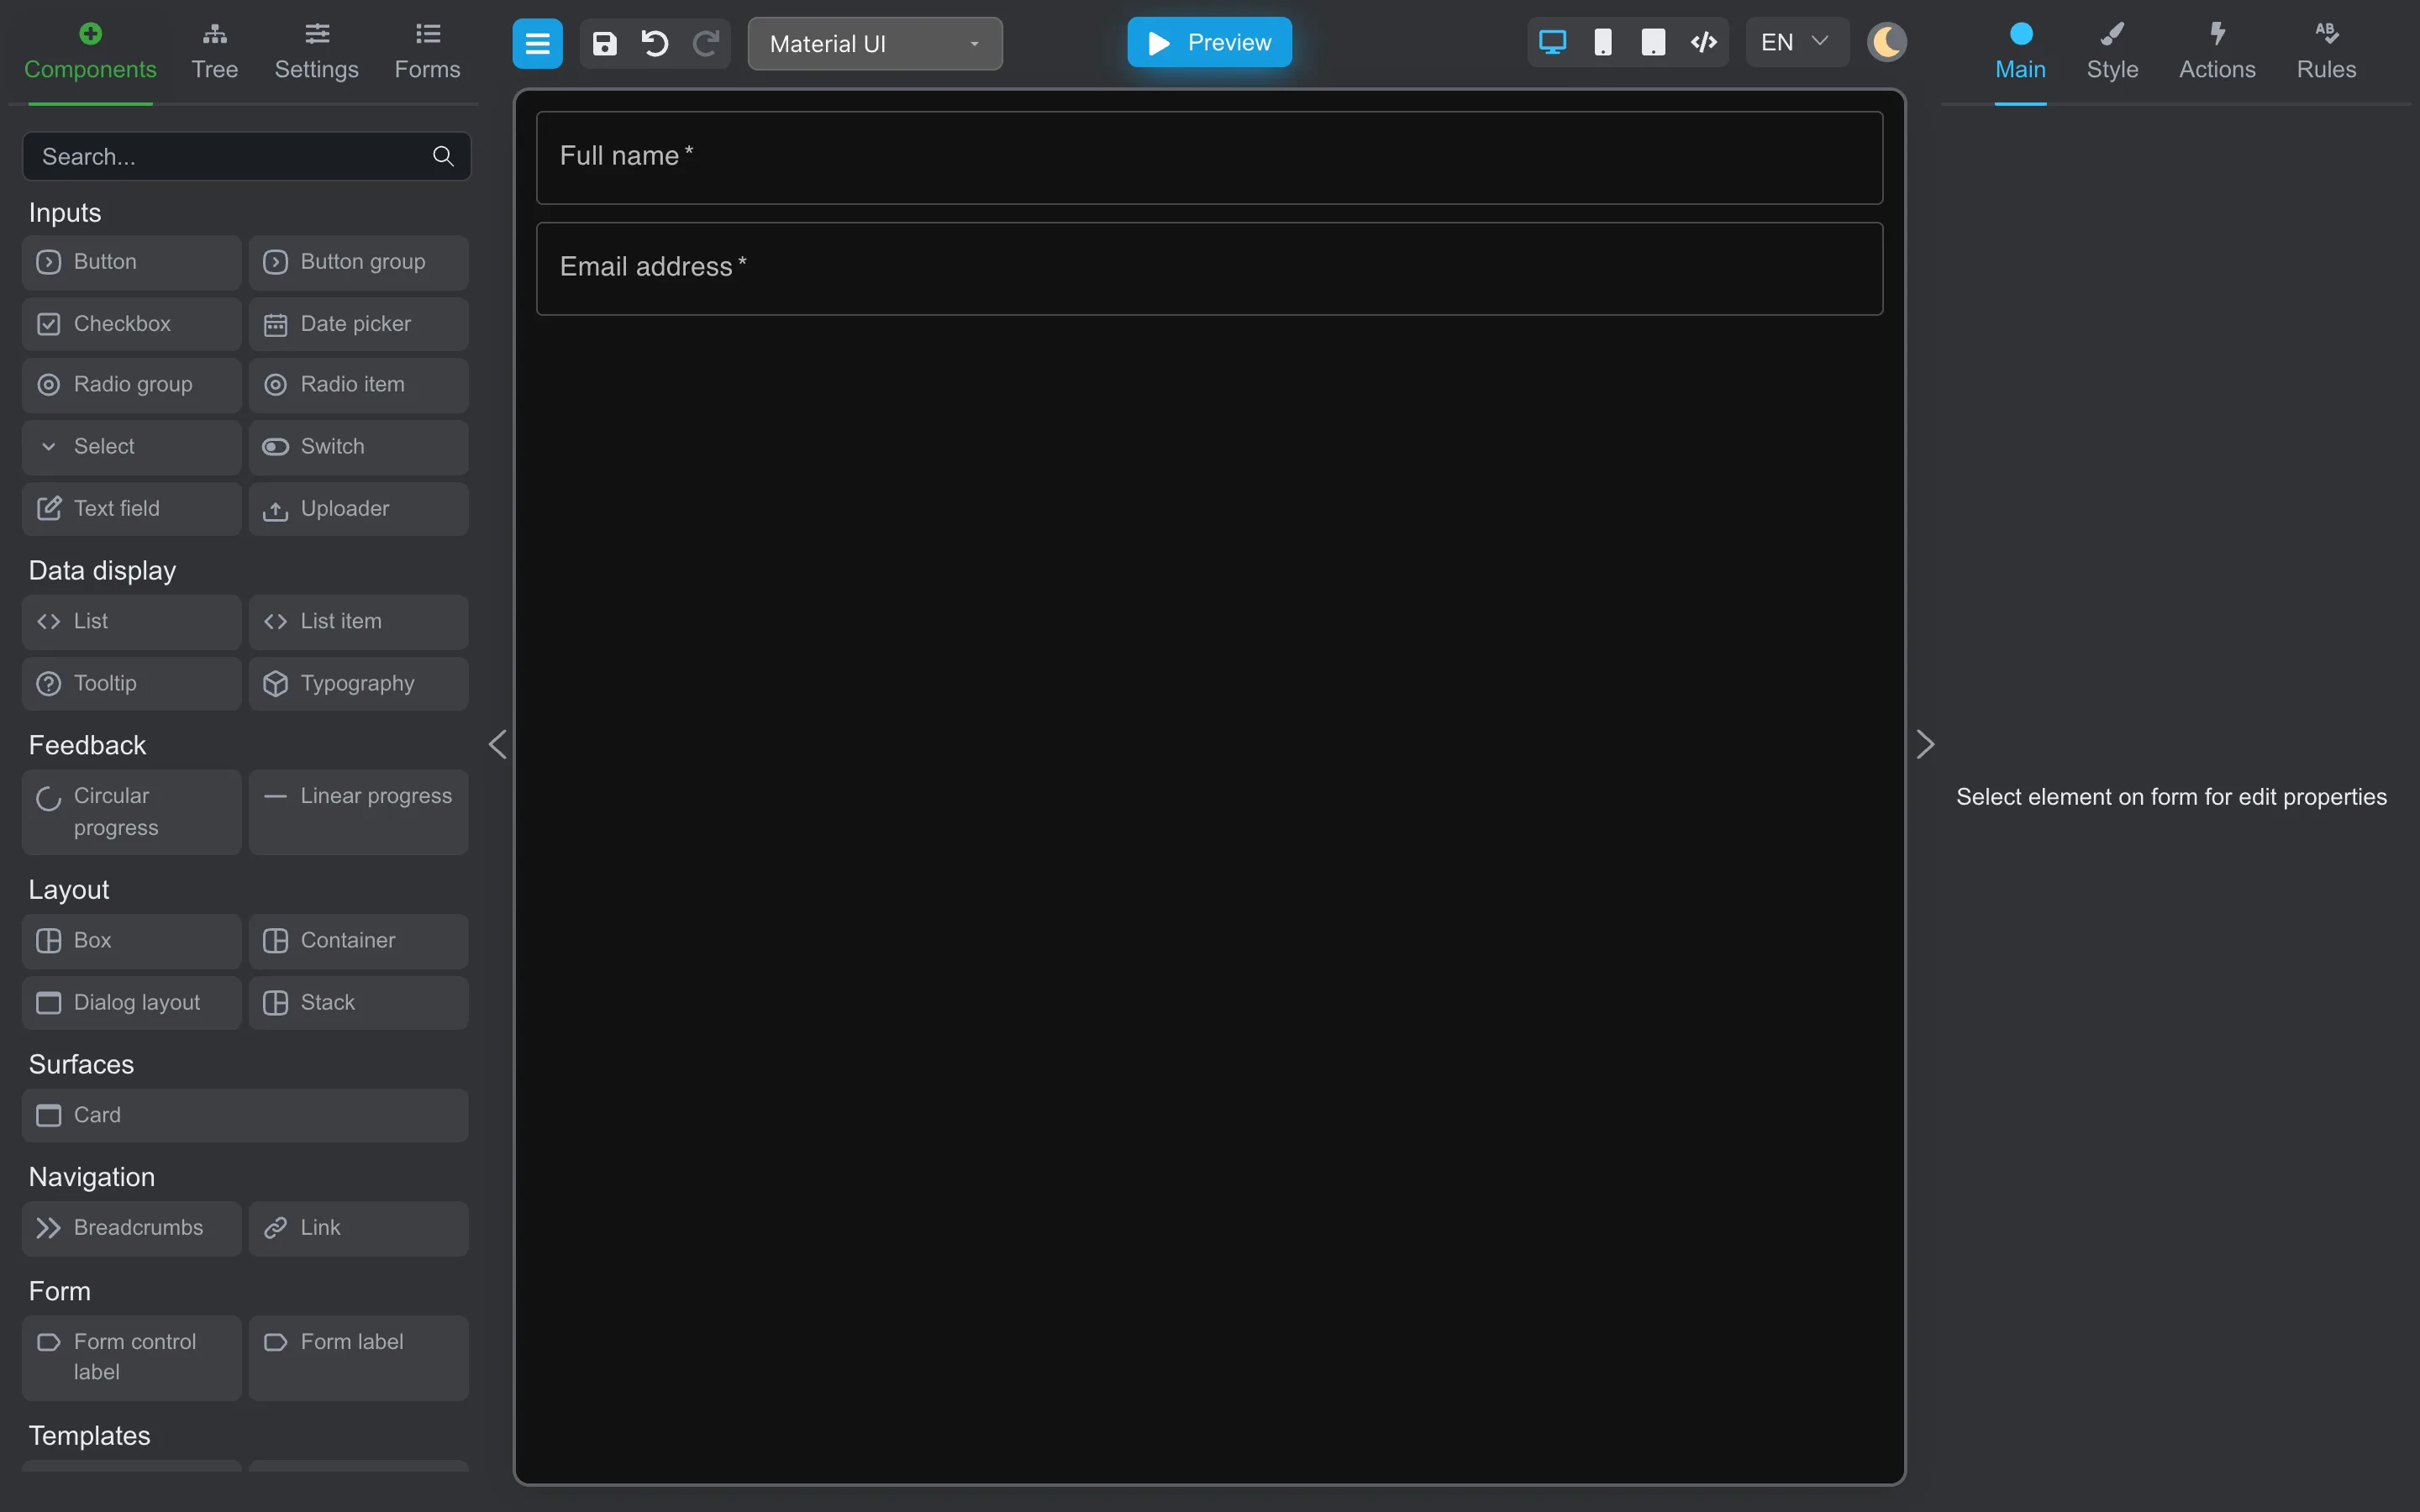 Components
Tree
Settings
Forms
Material UI
Preview
EN
Main
Style
Actions
Rules
Search...
Inputs
Button
Button group
Checkbox
Date picker
Radio group
Radio item
Select
Switch
Text field
Uploader
Data display
List
List item
Tooltip
Typography
Feedback
Circular
progress
Linear progress
Layout
Box
Container
Dialog layout
Stack
Surfaces
Card
Navigation
Breadcrumbs
Link
Form
Form control
label
Form label
Templates
Full name *
Email address *
Select element on form for edit properties